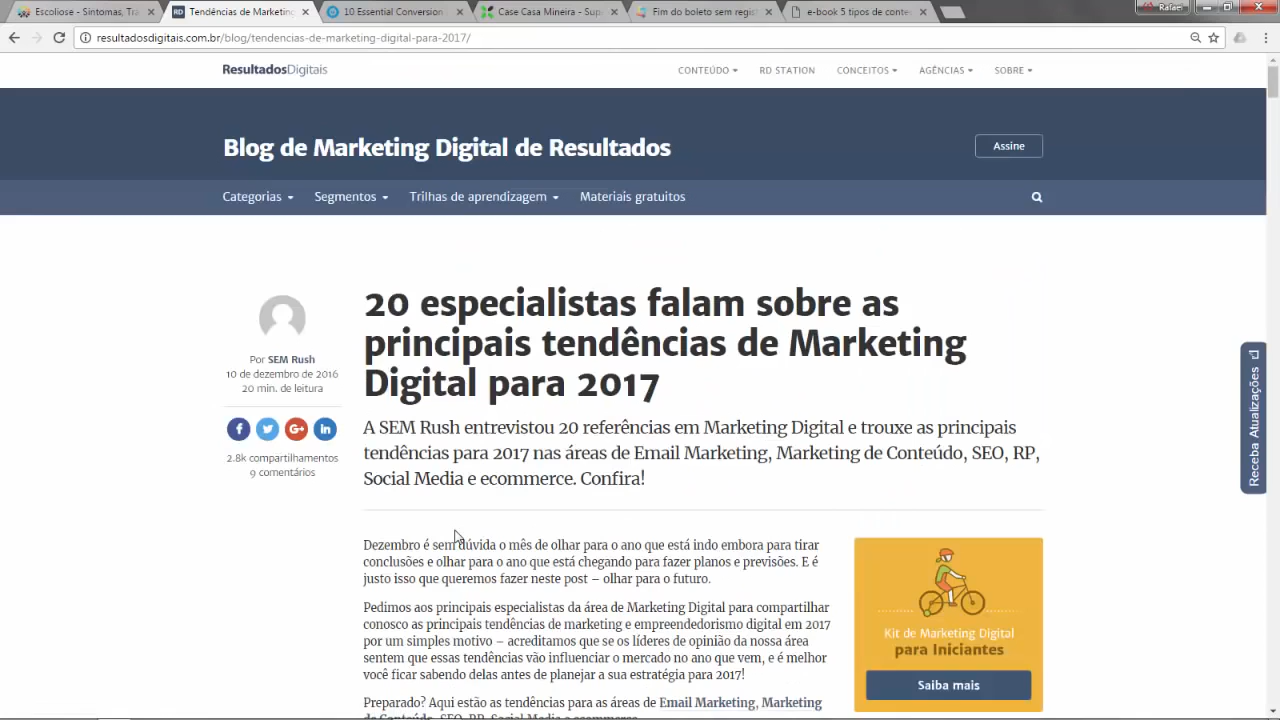 Escoliose - Sintomas, Tra
Tendências de Marketing
10 Essential Conversion
Case Casa Mineira - Sup
Fim do boleto sem regis
e-book 5 tipos de conte
Rafael
resultadosdigitais.com.br/blog/tendencias-de-marketing-digital-para-2017/
ResultadosDigitais
CONTEÚDO
RD STATION
CONCEITOS
AGÊNCIAS
SOBRE
Blog de Marketing Digital de Resultados
Assine
Categorias
Segmentos
Trilhas de aprendizagem
Materiais gratuitos
20 especialistas falam sobre as
principais tendências de Marketing
Digital para 2017
Por SEM Rush
10 de dezembro de 2016
20 min. de leitura
2.8k compartilhamentos
9 comentários
A SEM Rush entrevistou 20 referências em Marketing Digital e trouxe as principais
tendências para 2017 nas áreas de Email Marketing, Marketing de Conteúdo, SEO, RP,
Social Media e ecommerce. Confira!
Receba Atualizações
Dezembro é sem dúvida o mês de olhar para o ano que está indo embora para tirar
conclusões e olhar para o ano que está chegando para fazer planos e previsões. E é
justo isso que queremos fazer neste post – olhar para o futuro.
Pedimos aos principais especialistas da área de Marketing Digital para compartilhar
conosco as principais tendências de marketing e empreendedorismo digital em 2017
por um simples motivo – acreditamos que se os líderes de opinião da nossa área
sentem que essas tendências vão influenciar o mercado no ano que vem, e é melhor
você ficar sabendo delas antes de planejar a sua estratégia para 2017!
Preparado? Aqui estão as tendências para as áreas de Email Marketing, Marketing
de Conteúdo, SEO, RP, Social Media e ecommerce
Kit de Marketing Digital
para Iniciantes
Saiba mais